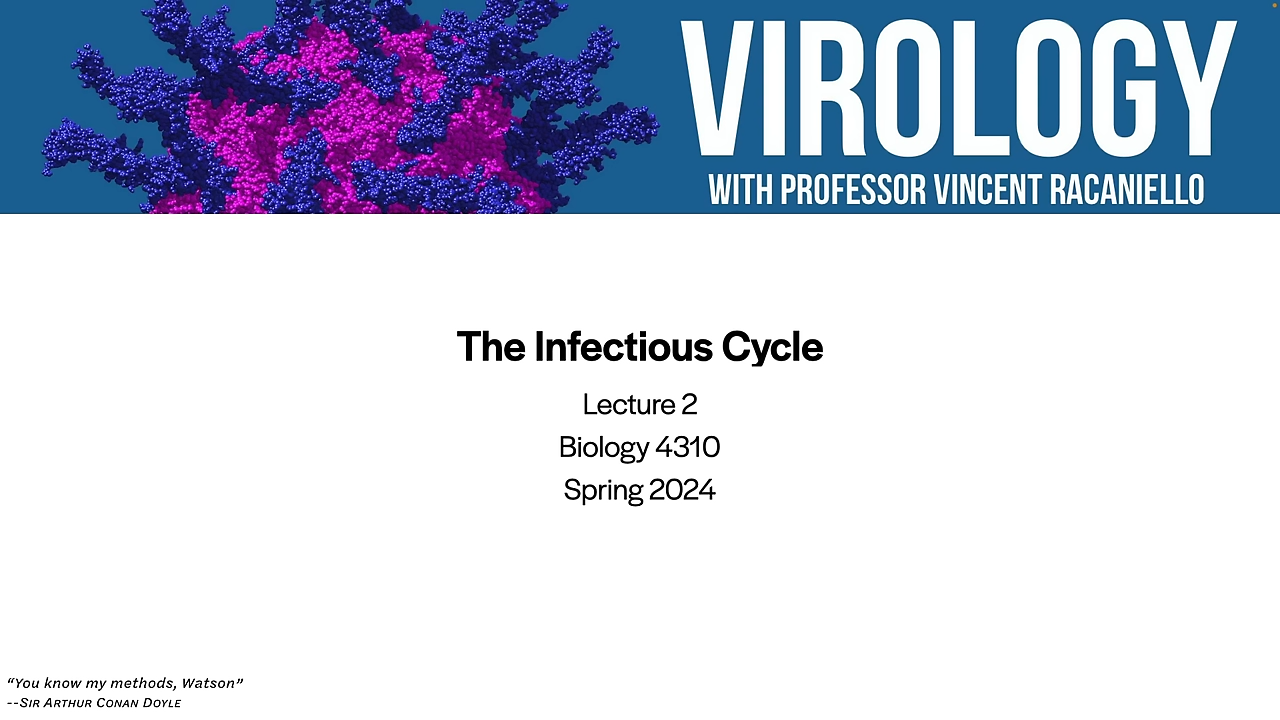 VIROLOGY
WITH PROFESSOR VINCENT RACANIELLO
The Infectious Cycle
Lecture 2
Biology 4310
Spring 2024
“You know my methods, Watson”
--SIR ARTHUR CONAN DOYLE